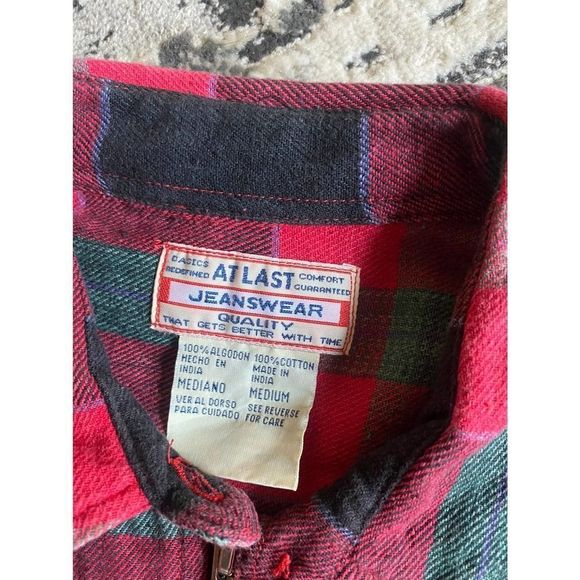 BASICS
REDEFINED
AT LAST
COMFORT
GUARANTEED
JEANSWEAR
QUALITY
THAT GETS BETTER WITH TIME
100% ALGODON
HECHO EN
INDIA
MEDIANO
VER AL DORSO
PARA CUIDADO
100% COTTON
MADE IN
INDIA
MEDIUM
SEE REVERSE
FOR CARE